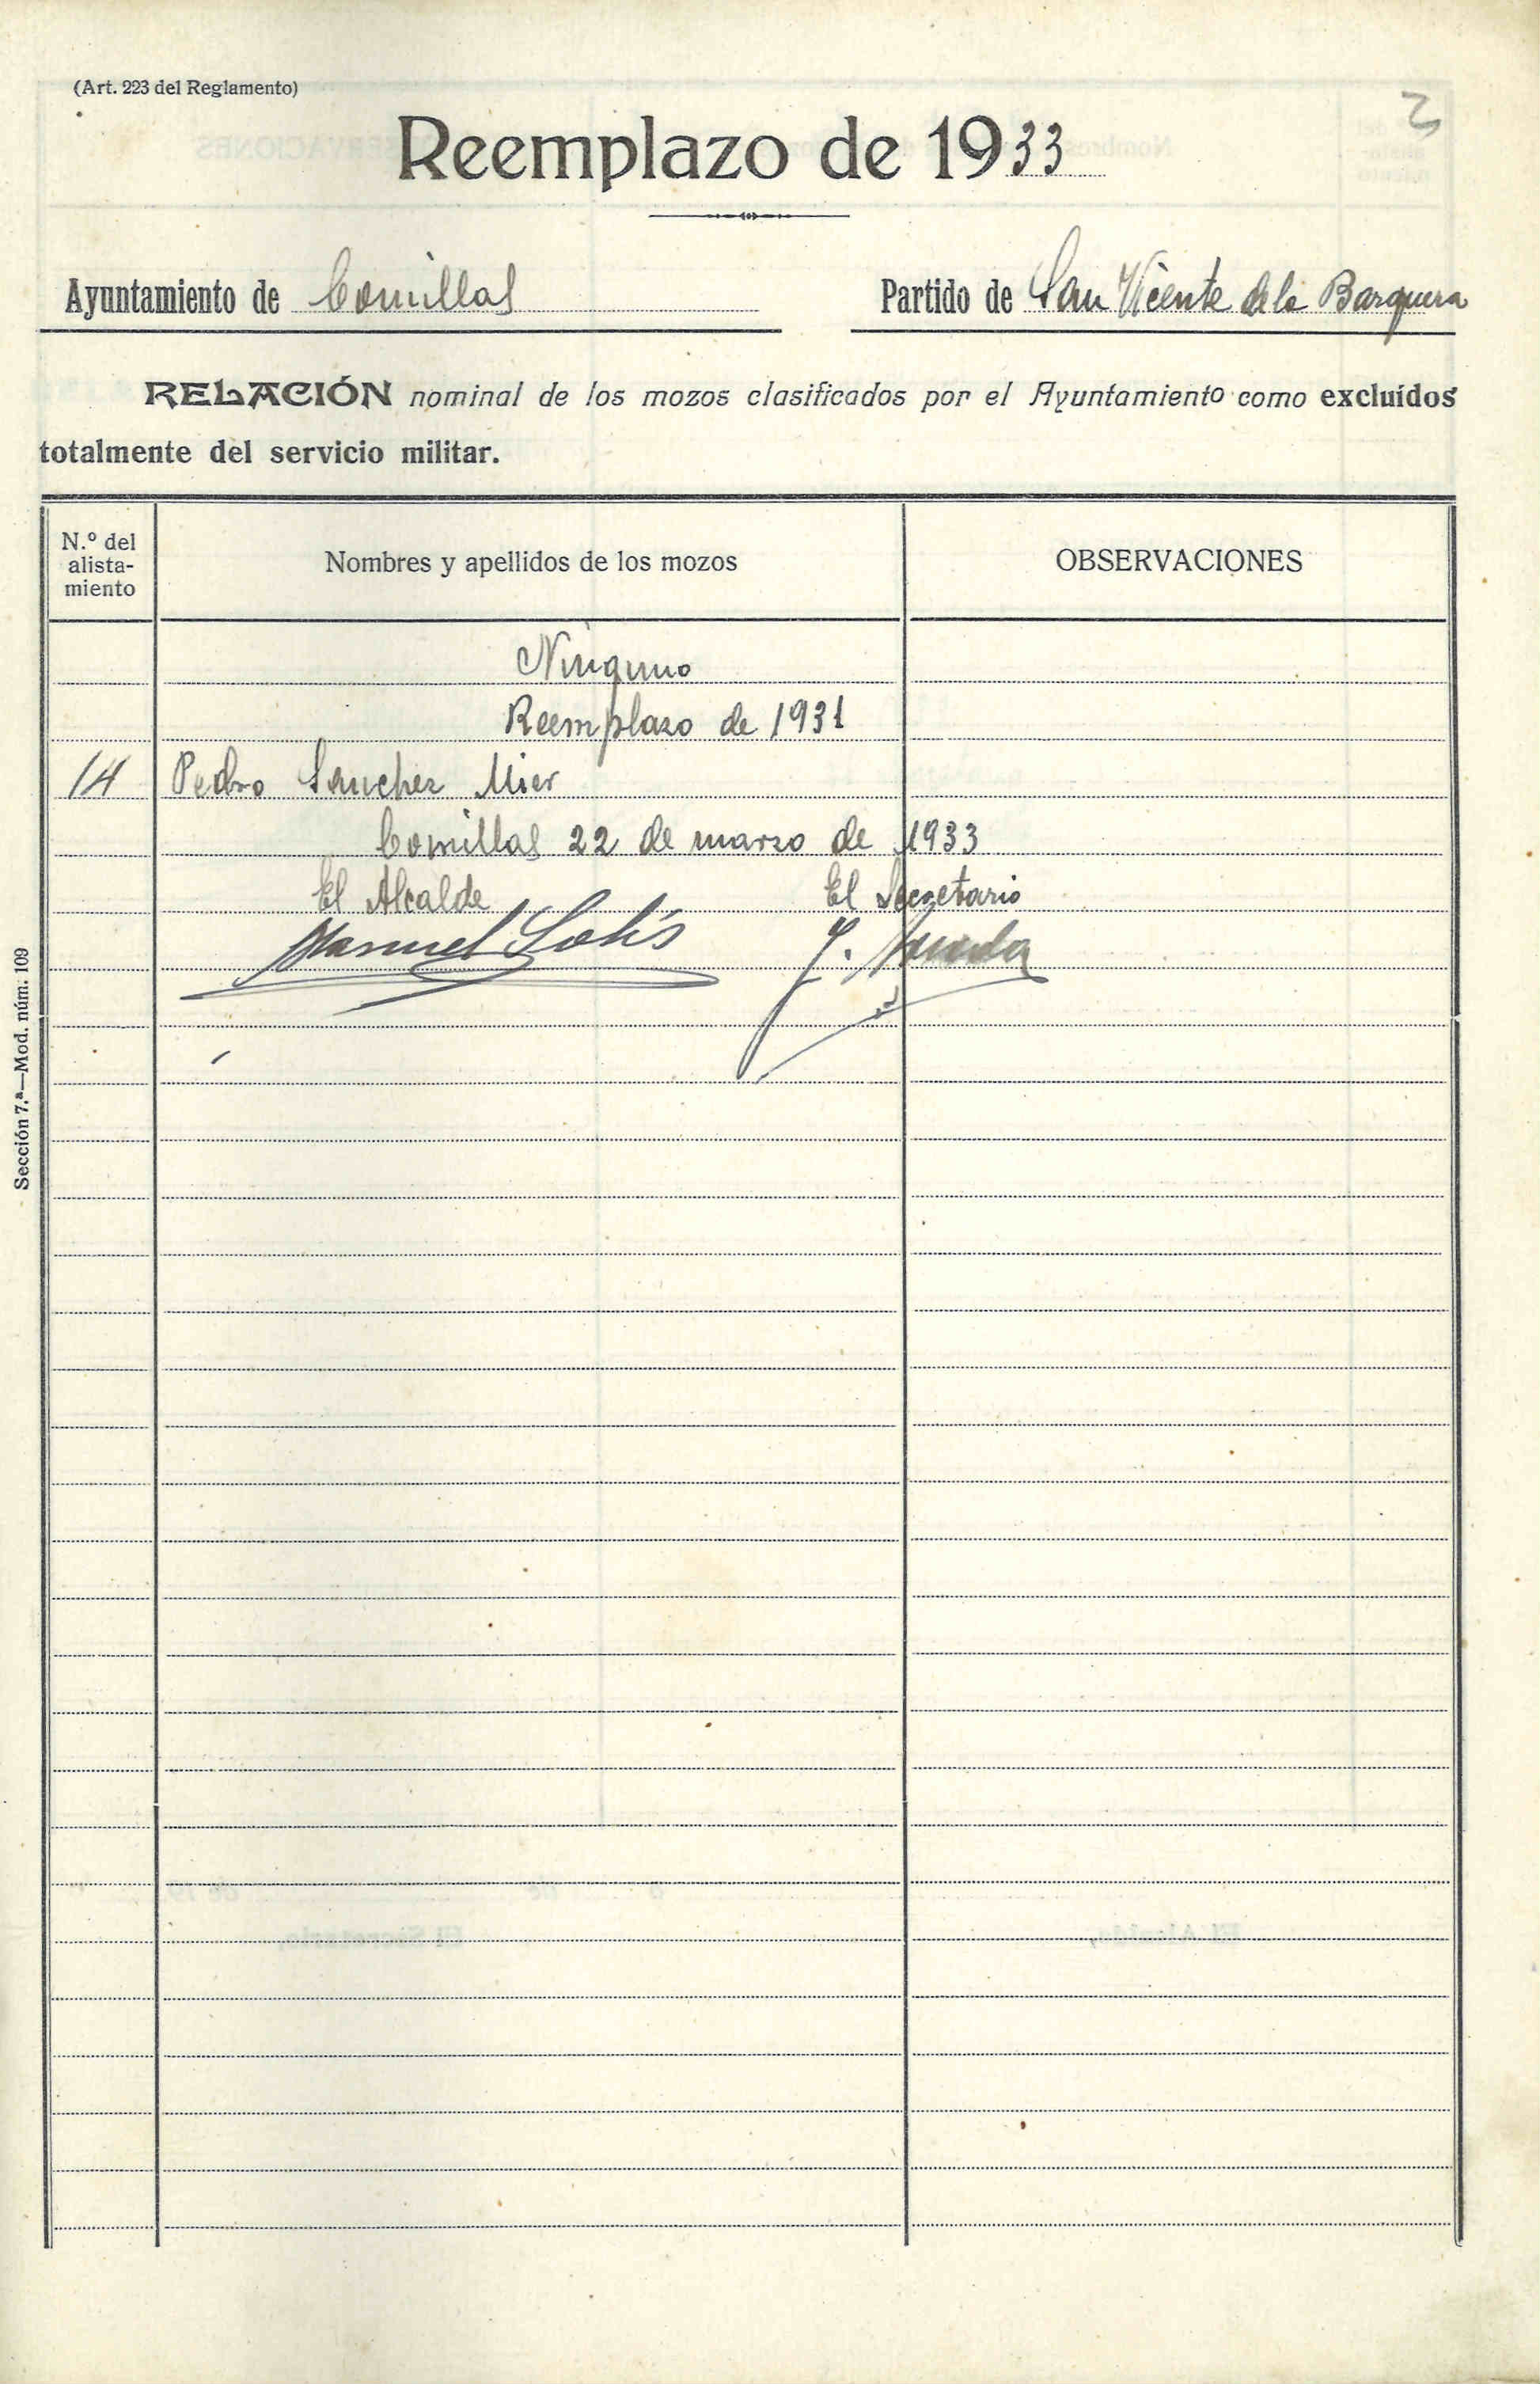 (Art. 223 del Reglamento)
3
Reemplazo de 1933
Ayuntamiento de Comillas
Partido de San Vicente de la Barquera
RELACIÓN nominal de los mozos clasificados por el Ayuntamiento como excluídos
totalmente del servicio militar.
N.º del alista-miento
Nombres y apellidos de los mozos
OBSERVACIONES
Ninguno
Reemplazo de 1931
14 Pedro Sanchez Mier
Comillas 22 de marzo de 1933
El Alcalde El Secretario
Manuel Solís J.
Sección 7.ª—Mod. núm. 109